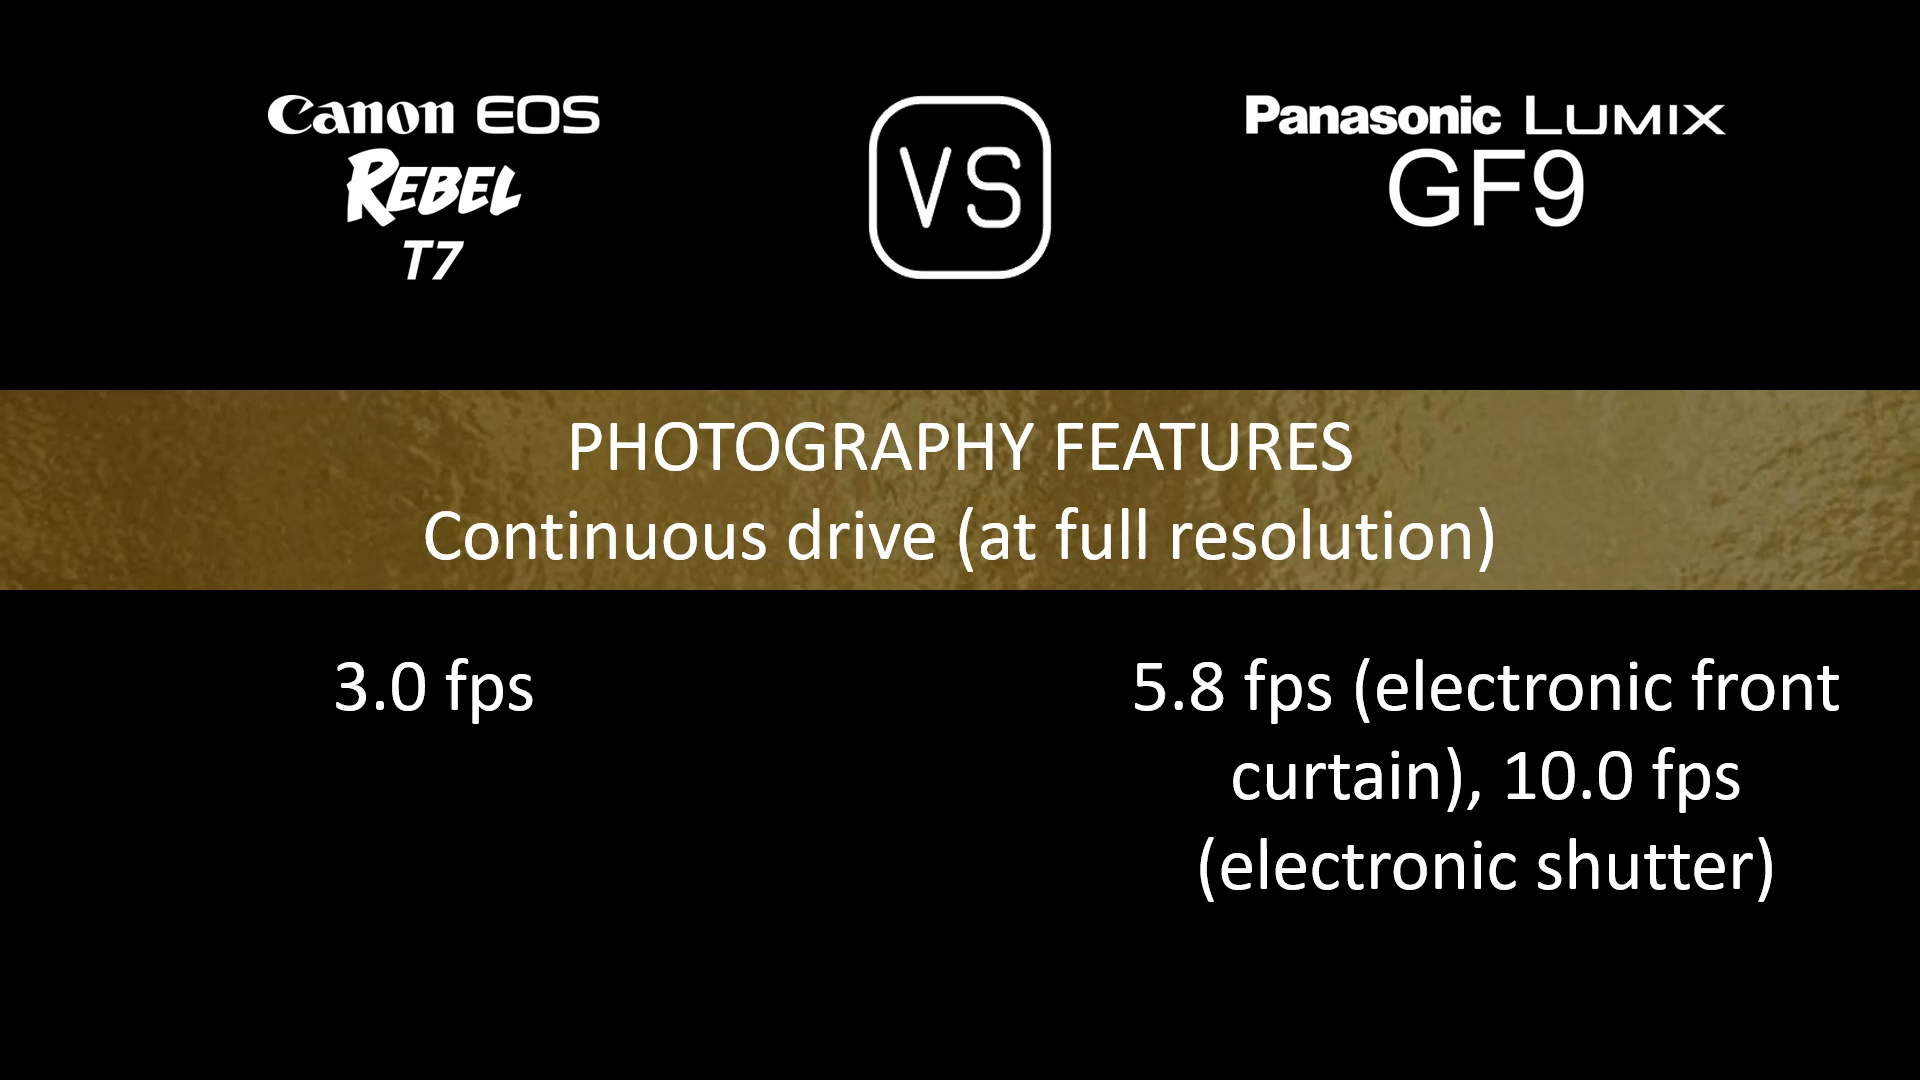 Canon EOS
REBEL
T7
VS
Panasonic LUMIX
GF9
PHOTOGRAPHY FEATURES
Continuous drive (at full resolution)
3.0 fps
5.8 fps (electronic front
curtain), 10.0 fps
(electronic shutter)